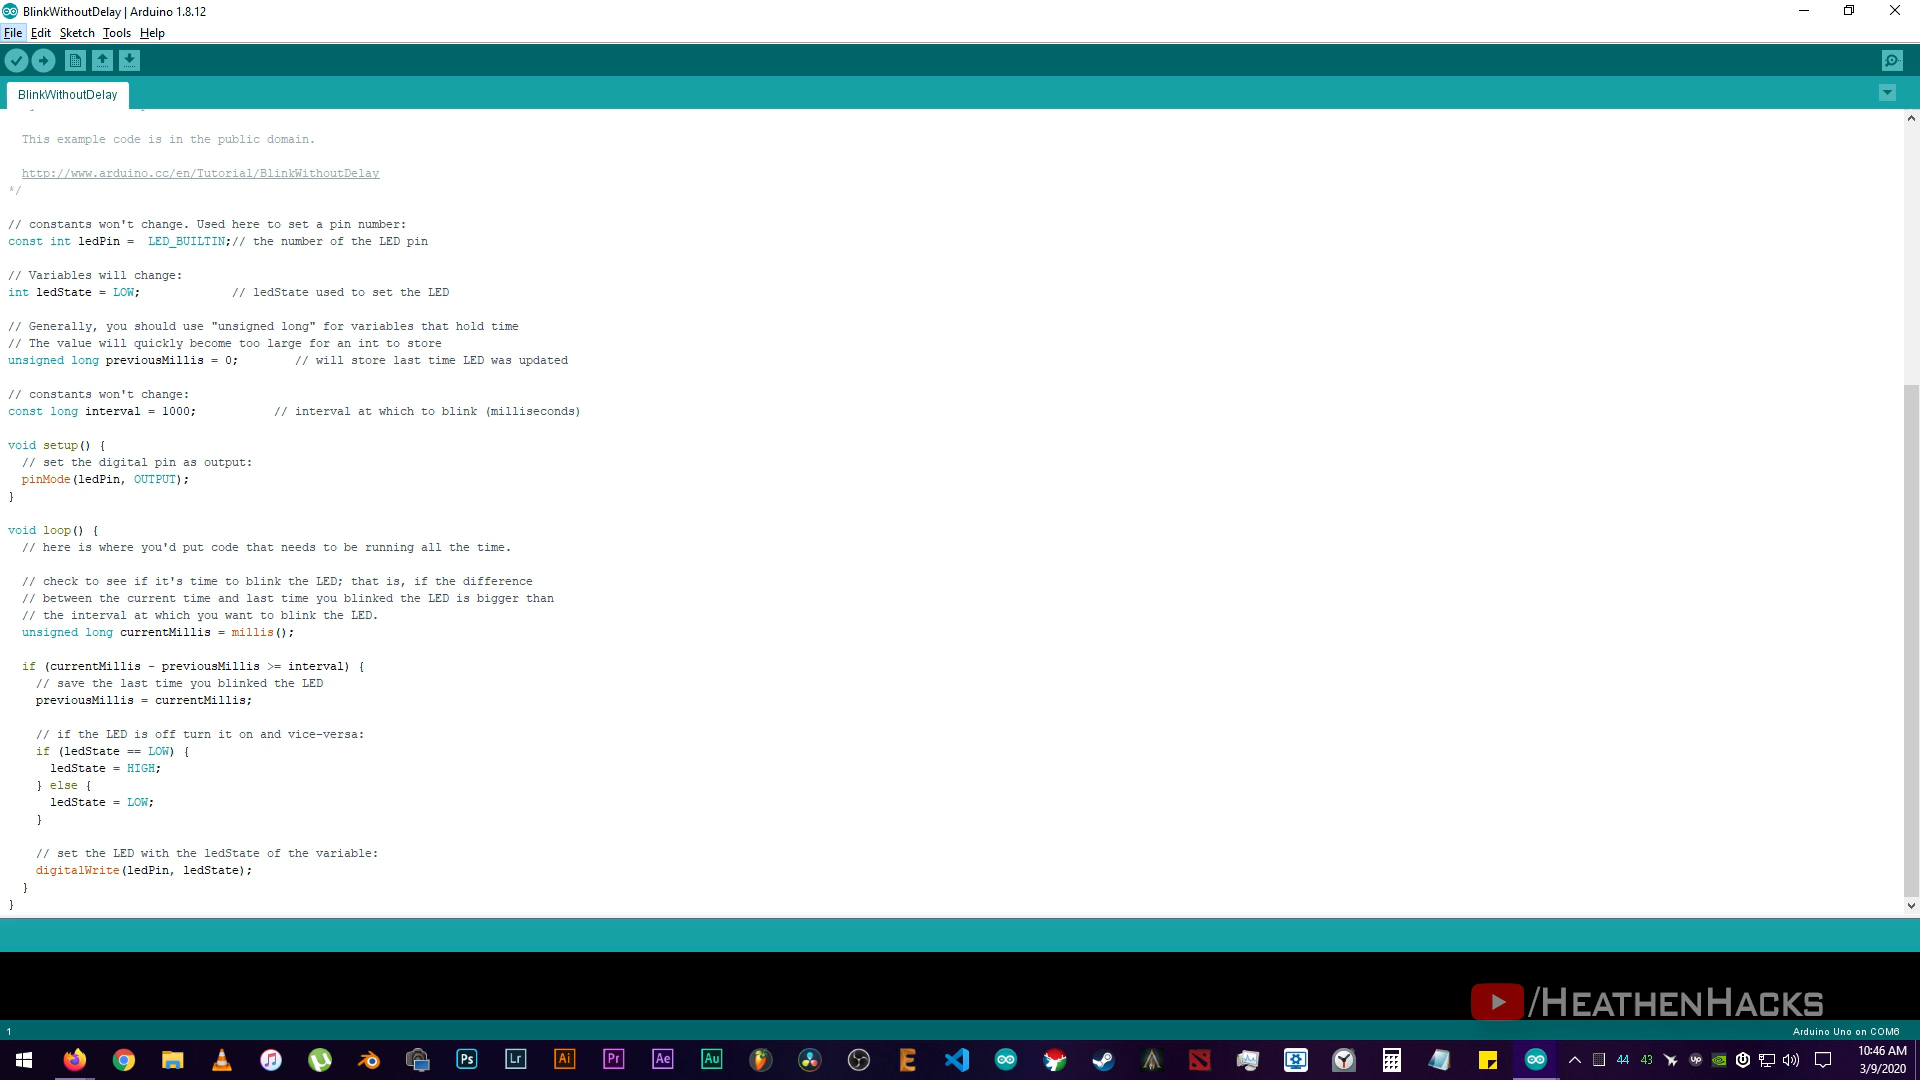 BlinkWithoutDelay | Arduino 1.8.12
File Edit Sketch Tools Help
BlinkWithoutDelay
This example code is in the public domain.
http://www.arduino.cc/en/Tutorial/BlinkWithoutDelay
*/
// constants won't change. Used here to set a pin number:
const int ledPin =  LED_BUILTIN;// the number of the LED pin
// Variables will change:
int ledState = LOW;             // ledState used to set the LED
// Generally, you should use "unsigned long" for variables that hold time
// The value will quickly become too large for an int to store
unsigned long previousMillis = 0;        // will store last time LED was updated
// constants won't change:
const long interval = 1000;           // interval at which to blink (milliseconds)
void setup() {
  // set the digital pin as output:
  pinMode(ledPin, OUTPUT);
}
void loop() {
  // here is where you'd put code that needs to be running all the time.
  // check to see if it's time to blink the LED; that is, if the difference
  // between the current time and last time you blinked the LED is bigger than
  // the interval at which you want to blink the LED.
  unsigned long currentMillis = millis();
  if (currentMillis - previousMillis >= interval) {
    // save the last time you blinked the LED
    previousMillis = currentMillis;
    // if the LED is off turn it on and vice-versa:
    if (ledState == LOW) {
      ledState = HIGH;
    } else {
      ledState = LOW;
    }
    // set the LED with the ledState of the variable:
    digitalWrite(ledPin, ledState);
  }
}
/HEATHENHACKS
1
Arduino Uno on COM6
Ps Lr Ai Pr Ae Au 44 43 up 10:46 AM
3/9/2020